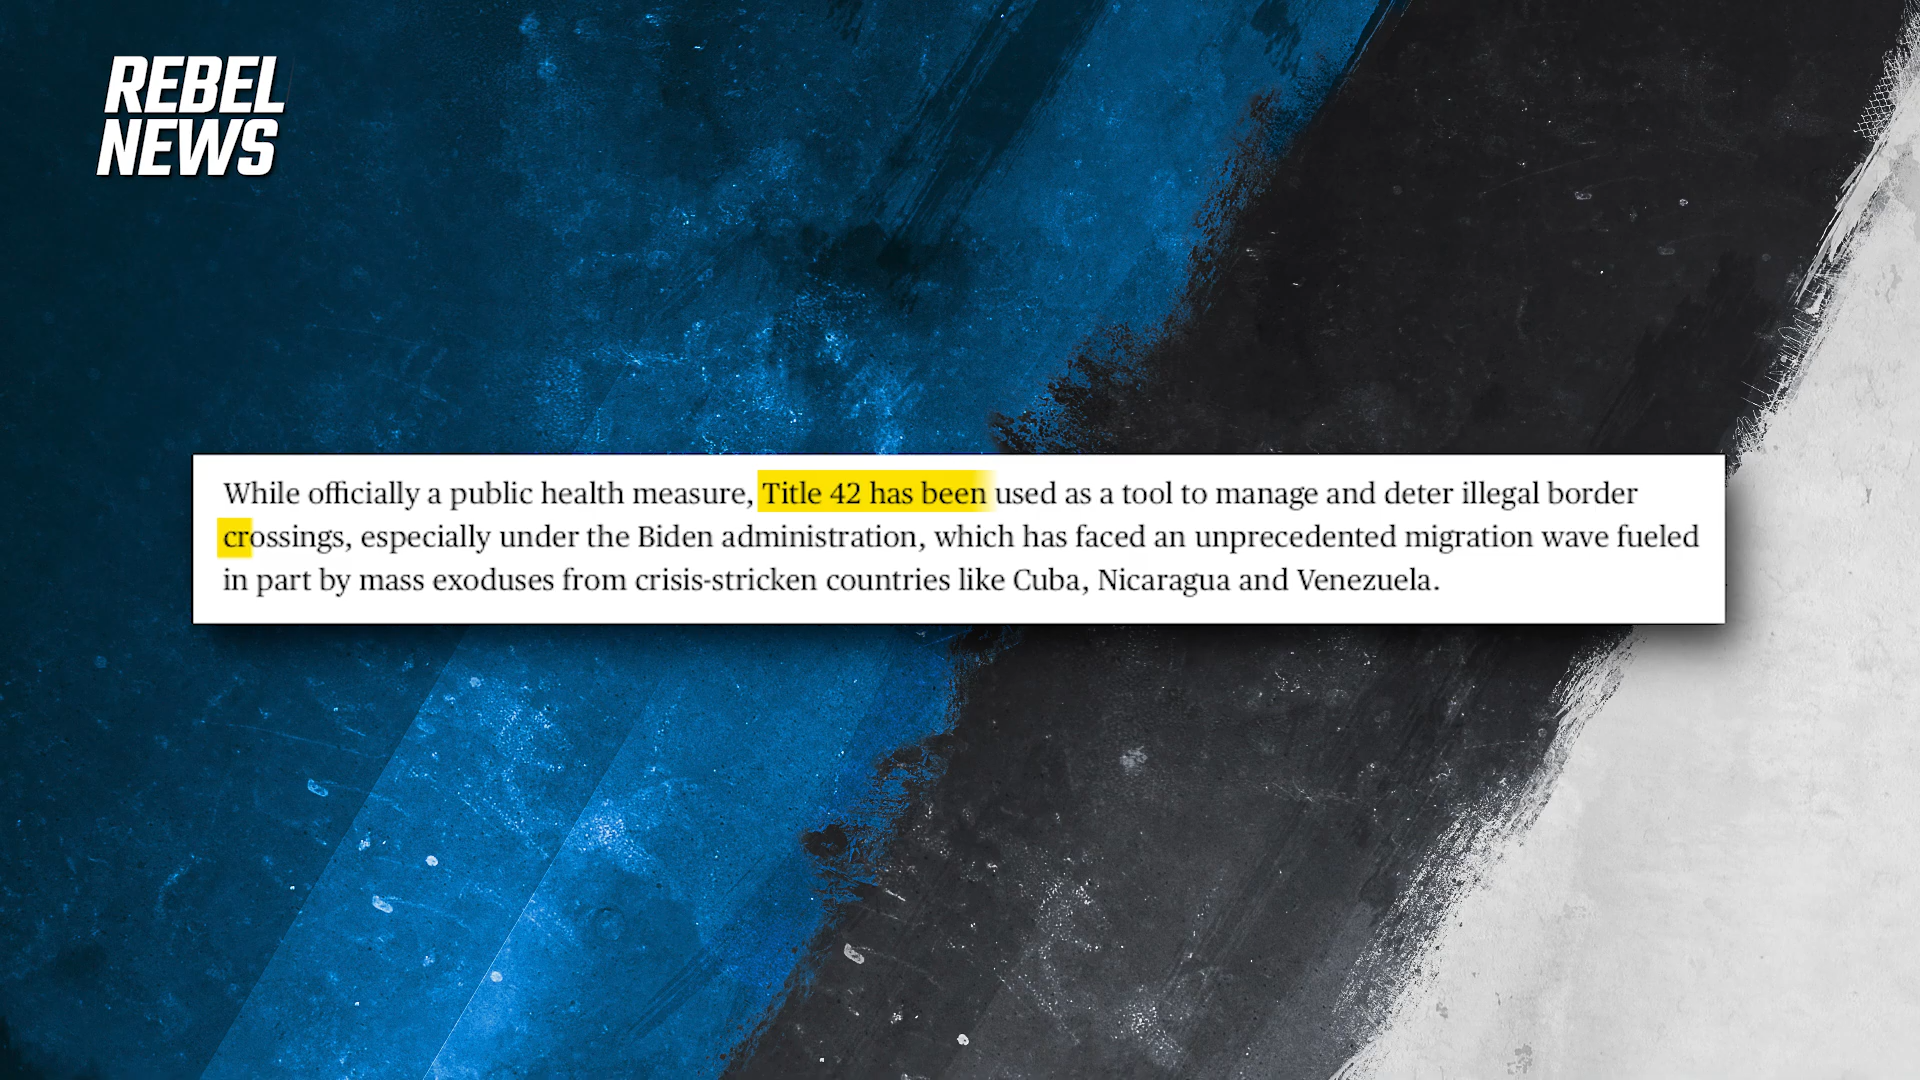 REBEL
NEWS
While officially a public health measure, Title 42 has been used as a tool to manage and deter illegal border
crossings, especially under the Biden administration, which has faced an unprecedented migration wave fueled
in part by mass exoduses from crisis-stricken countries like Cuba, Nicaragua and Venezuela.